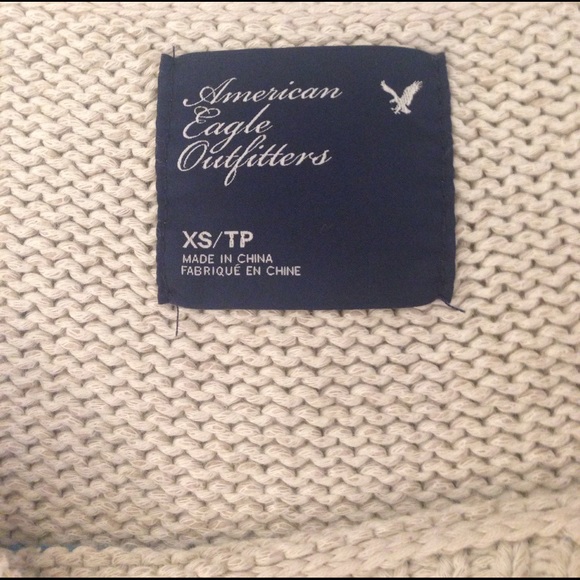 American
Eagle
Outfitters
XS/TP
MADE IN CHINA
FABRIQUÉ EN CHINE